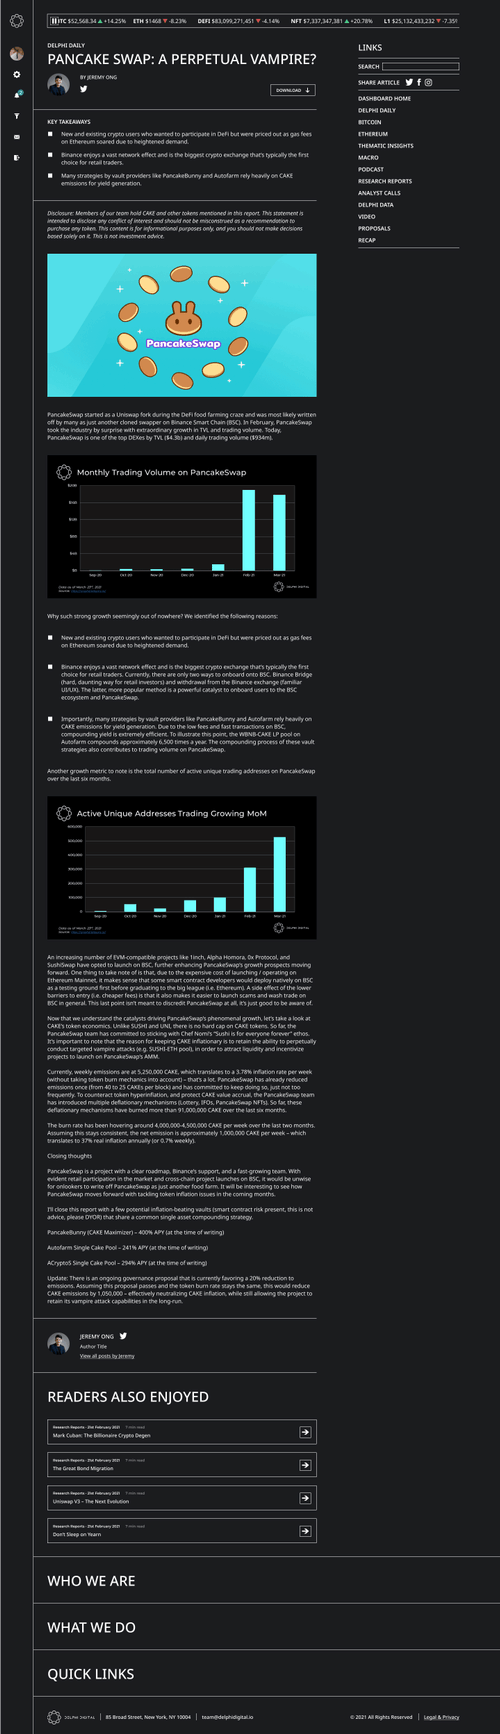 BTC $52,568.34 ▲ +14.25% ETH $1468 ▼ -8.23% DEFI $83,099,271,451 ▼ -4.14% NFT $7,337,347,381 ▲ +20.78% L1 $25,132,433,232 ▼ -7.35%
DELPHI DAILY
PANCAKE SWAP: A PERPETUAL VAMPIRE?
BY JEREMY ONG
DOWNLOAD
LINKS
SEARCH
SHARE ARTICLE
DASHBOARD HOME
DELPHI DAILY
BITCOIN
ETHEREUM
THEMATIC INSIGHTS
MACRO
PODCAST
RESEARCH REPORTS
ANALYST CALLS
DELPHI DATA
VIDEO
PROPOSALS
RECAP
KEY TAKEAWAYS
New and existing crypto users who wanted to participate in DeFi but were priced out as gas fees
on Ethereum soared due to heightened demand.
Binance enjoys a vast network effect and is the biggest crypto exchange that's typically the first
choice for retail traders.
Many strategies by vault providers like PancakeBunny and Autofarm rely heavily on CAKE
emissions for yield generation.
Disclosure: Members of our team hold CAKE and other tokens mentioned in this report. This statement is
intended to disclose any conflict of interest and should not be misconstrued as a recommendation to
purchase any token. This content is for informational purposes only, and you should not make decisions
based solely on it. This is not investment advice.
PancakeSwap
PancakeSwap started as a Uniswap fork during the DeFi food farming craze and was most likely written
off by many as just another cloned swapper on Binance Smart Chain (BSC). In February, PancakeSwap
took the industry by surprise with extraordinary growth in TVL and trading volume. Today,
PancakeSwap is one of the top DEXes by TVL ($4.3b) and daily trading volume ($934m).
Monthly Trading Volume on PancakeSwap
Sep 20 Oct 20 Nov 20 Dec 20 Jan 21 Feb 21 Mar 21
DELPHI DIGITAL
Why such strong growth seemingly out of nowhere? We identified the following reasons:
New and existing crypto users who wanted to participate in DeFi but were priced out as gas fees
on Ethereum soared due to heightened demand.
Binance enjoys a vast network effect and is the biggest crypto exchange that's typically the first
choice for retail traders. Currently, there are only two ways to onboard onto BSC. Binance Bridge
(hard, daunting way for retail investors) and withdrawal from the Binance exchange (familiar
UI/UX). The latter, more popular method is a powerful catalyst to onboard users to the BSC
ecosystem and PancakeSwap.
Importantly, many strategies by vault providers like PancakeBunny and Autofarm rely heavily on
CAKE emissions for yield generation. Due to the low fees and fast transactions on BSC,
compounding yield is extremely efficient. To illustrate this point, the WBNB-CAKE LP pool on
Autofarm compounds approximately 6,500 times a year. The compounding process of these vault
strategies also contributes to trading volume on PancakeSwap.
Another growth metric to note is the total number of active unique trading addresses on PancakeSwap
over the last six months.
Active Unique Addresses Trading Growing MoM
600,000
500,000
400,000
300,000
200,000
100,000
0
Sep 20 Oct 20 Nov 20 Dec 20 Jan 21 Feb 21 Mar 21
DELPHI DIGITAL
An increasing number of EVM-compatible projects like 1inch, Alpha Homora, 0x Protocol, and
SushiSwap have opted to launch on BSC, further enhancing PancakeSwap's growth prospects moving
forward. One thing to take note of is that, due to the expensive cost of launching / operating on
Ethereum Mainnet, it makes sense that some smart contract developers would deploy natively on BSC
as a testing ground first before graduating to the big league (i.e. Ethereum). A side effect of the lower
barriers to entry (i.e. cheaper fees) is that it also makes it easier to launch scams and wash trade on
BSC in general. This last point isn't meant to discredit PancakeSwap at all, it's just good to be aware of.
Now that we understand the catalysts driving PancakeSwap's phenomenal growth, let's take a look at
CAKE's token economics. Unlike SUSHI and UNI, there is no hard cap on CAKE tokens. So far, the
PancakeSwap team has committed to sticking with Chef Nomi's "Sushi is for everyone forever" ethos.
It's important to note that the reason for keeping CAKE inflationary is to retain the ability to perpetually
conduct targeted vampire attacks (e.g. SUSHI-ETH pool), in order to attract liquidity and incentivize
projects to launch on PancakeSwap's AMM.
Currently, weekly emissions are at 5,250,000 CAKE, which translates to a 3.78% inflation rate per week
(without taking token burn mechanics into account) – that's a lot. PancakeSwap has already reduced
emissions once (from 40 to 25 CAKEs per block) and has committed to keep doing so, just not too
frequently. To counteract token hyperinflation, and protect CAKE value accrual, the PancakeSwap team
has introduced multiple deflationary mechanisms (Lottery, IFOs, PancakeSwap NFTs). So far, these
deflationary mechanisms have burned more than 91,000,000 CAKE over the last six months.
The burn rate has been hovering around 4,000,000-4,500,000 CAKE per week over the last two months.
Assuming this stays consistent, the net emission is approximately 1,000,000 CAKE per week – which
translates to 37% real inflation annually (or 0.7% weekly).
Closing thoughts
PancakeSwap is a project with a clear roadmap, Binance's support, and a fast-growing team. With
evident retail participation in the market and cross-chain project launches on BSC, it would be unwise
for onlookers to write off PancakeSwap as just another food farm. It will be interesting to see how
PancakeSwap moves forward with tackling token inflation issues in the coming months.
I'll close this report with a few potential inflation-beating vaults (smart contract risk present, this is not
advice, please DYOR) that share a common single asset compounding strategy.
PancakeBunny (CAKE Maximizer) – 400% APY (at the time of writing)
Autofarm Single Cake Pool – 241% APY (at the time of writing)
ACryptoS Single Cake Pool – 294% APY (at the time of writing)
Update: There is an ongoing governance proposal that is currently favoring a 20% reduction to
emissions. Assuming this proposal passes and the token burn rate stays the same, this would reduce
CAKE emissions by 1,050,000 – effectively neutralizing CAKE inflation, while still allowing the project to
retain its vampire attack capabilities in the long-run.
JEREMY ONG
Author Title
View all posts by Jeremy
READERS ALSO ENJOYED
Research Reports · 21st February 2021 7 min read
Mark Cuban: The Billionaire Crypto Degen
Research Reports · 21st February 2021 7 min read
The Great Bond Migration
Research Reports · 21st February 2021 7 min read
Uniswap V3 – The Next Evolution
Research Reports · 21st February 2021 7 min read
Don't Sleep on Yearn
WHO WE ARE
WHAT WE DO
QUICK LINKS
DELPHI DIGITAL 85 Broad Street, New York, NY 10004 team@delphidigital.io © 2021 All Rights Reserved Legal & Privacy